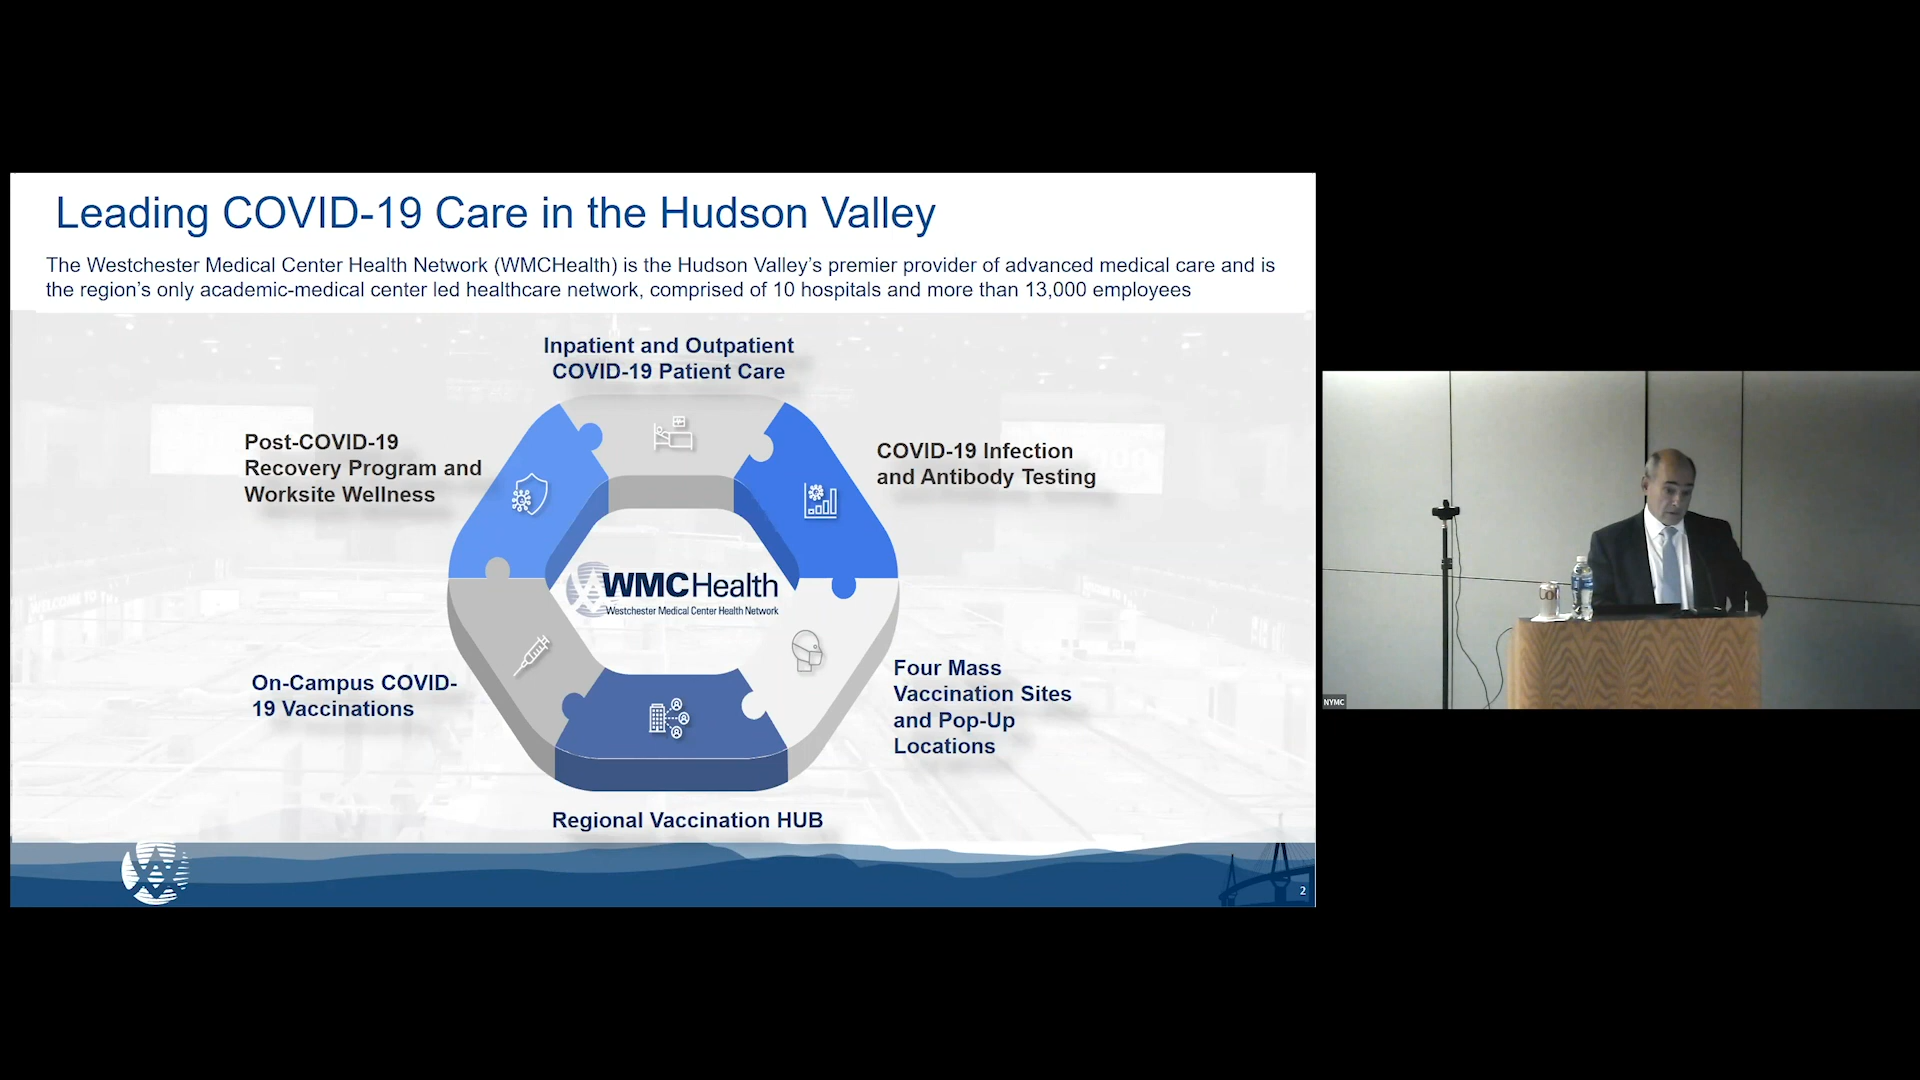 Leading COVID-19 Care in the Hudson Valley
The Westchester Medical Center Health Network (WMCHealth) is the Hudson Valley's premier provider of advanced medical care and is
the region's only academic-medical center led healthcare network, comprised of 10 hospitals and more than 13,000 employees
Inpatient and Outpatient
COVID-19 Patient Care
Post-COVID-19
Recovery Program and
Worksite Wellness
COVID-19 Infection
and Antibody Testing
WMCHealth
Westchester Medical Center Health Network
On-Campus COVID-
19 Vaccinations
Four Mass
Vaccination Sites
and Pop-Up
Locations
Regional Vaccination HUB
2
NYMC